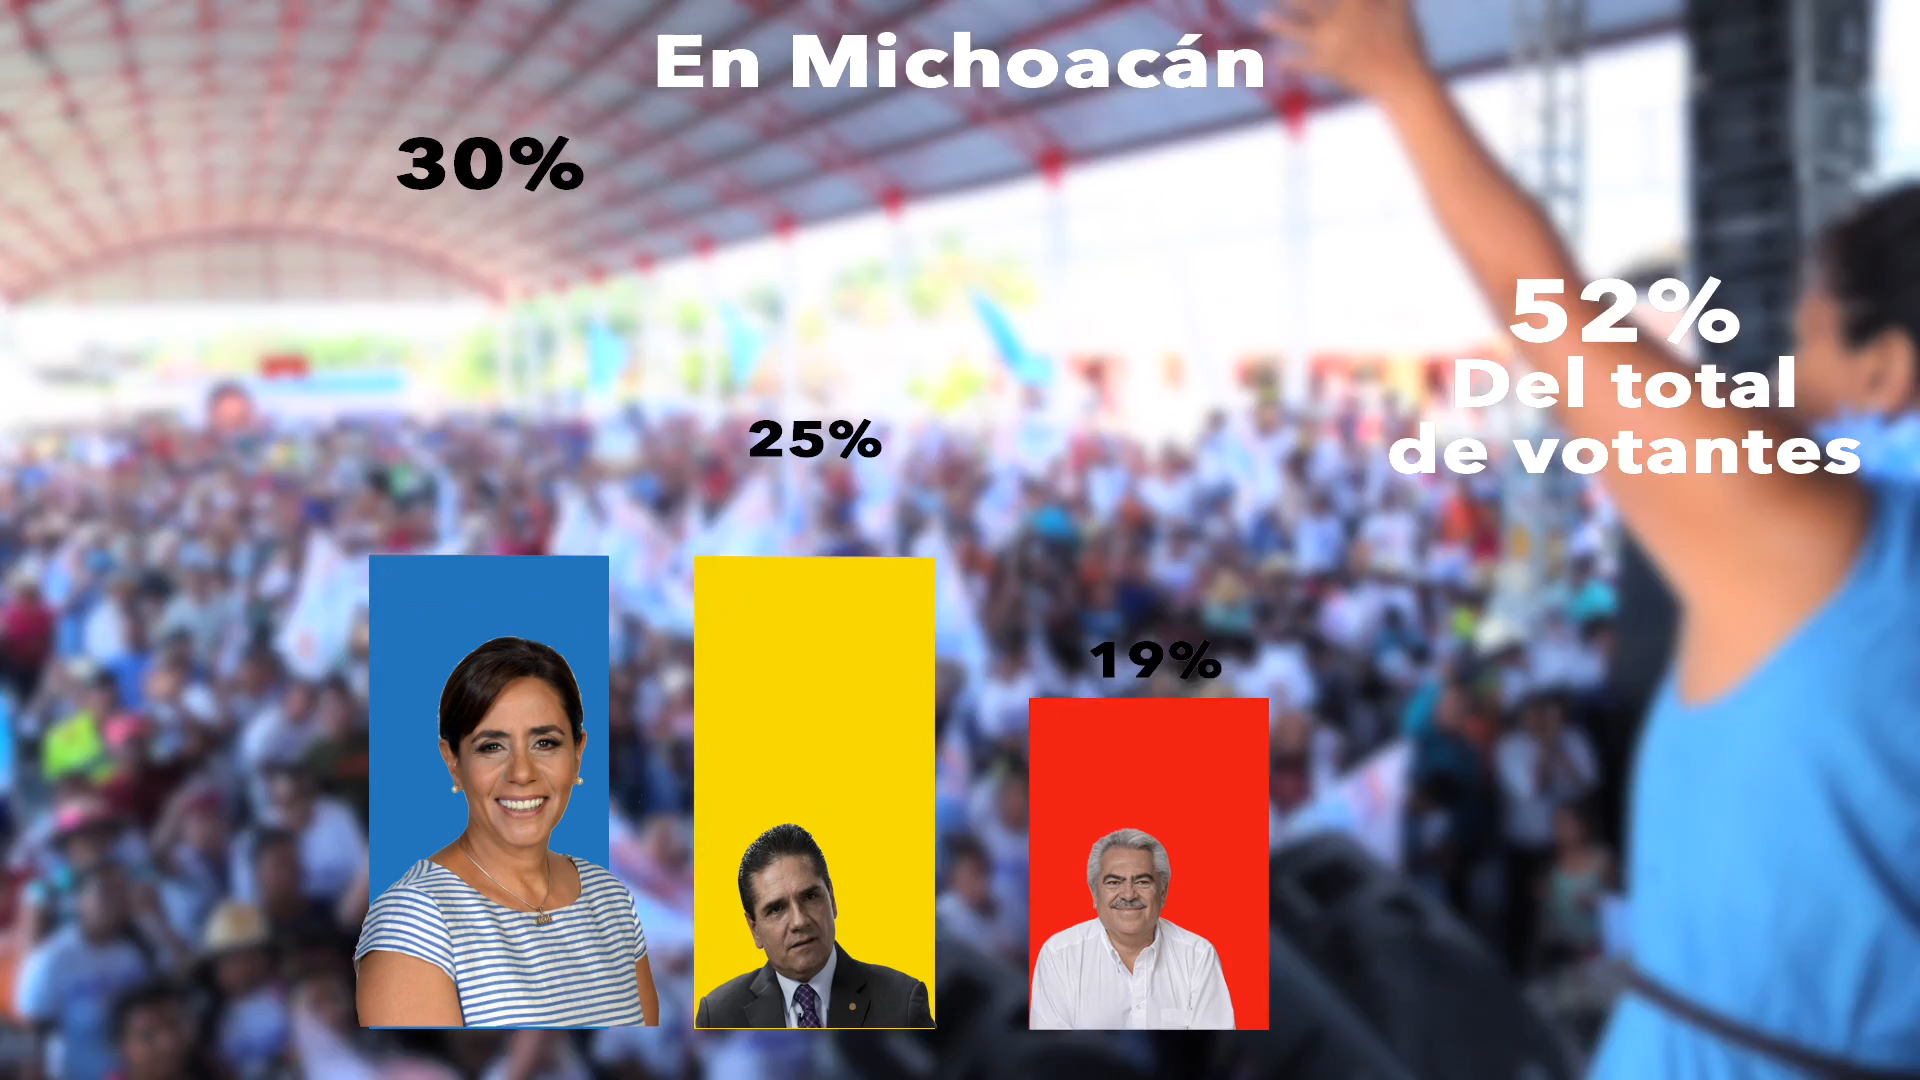 En Michoacán
30%
25%
19%
52%
Del total
de votantes